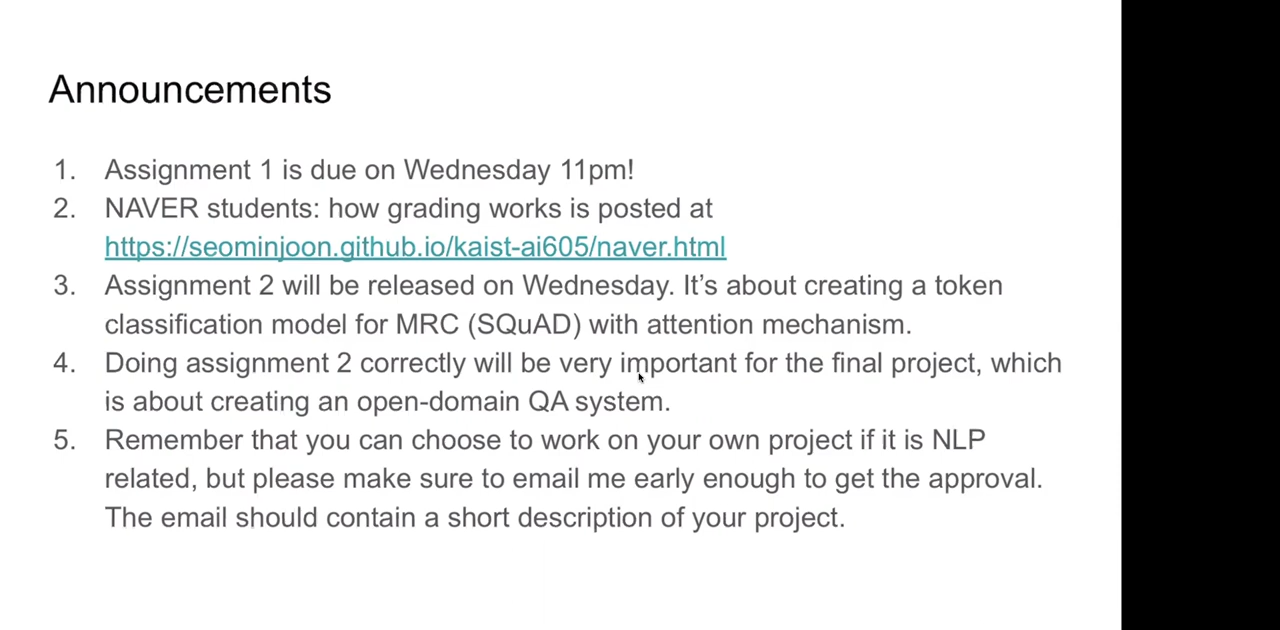 Announcements
1. Assignment 1 is due on Wednesday 11pm!
2. NAVER students: how grading works is posted at
https://seominjoon.github.io/kaist-ai605/naver.html
3. Assignment 2 will be released on Wednesday. It’s about creating a token
classification model for MRC (SQuAD) with attention mechanism.
4. Doing assignment 2 correctly will be very important for the final project, which
is about creating an open-domain QA system.
5. Remember that you can choose to work on your own project if it is NLP
related, but please make sure to email me early enough to get the approval.
The email should contain a short description of your project.